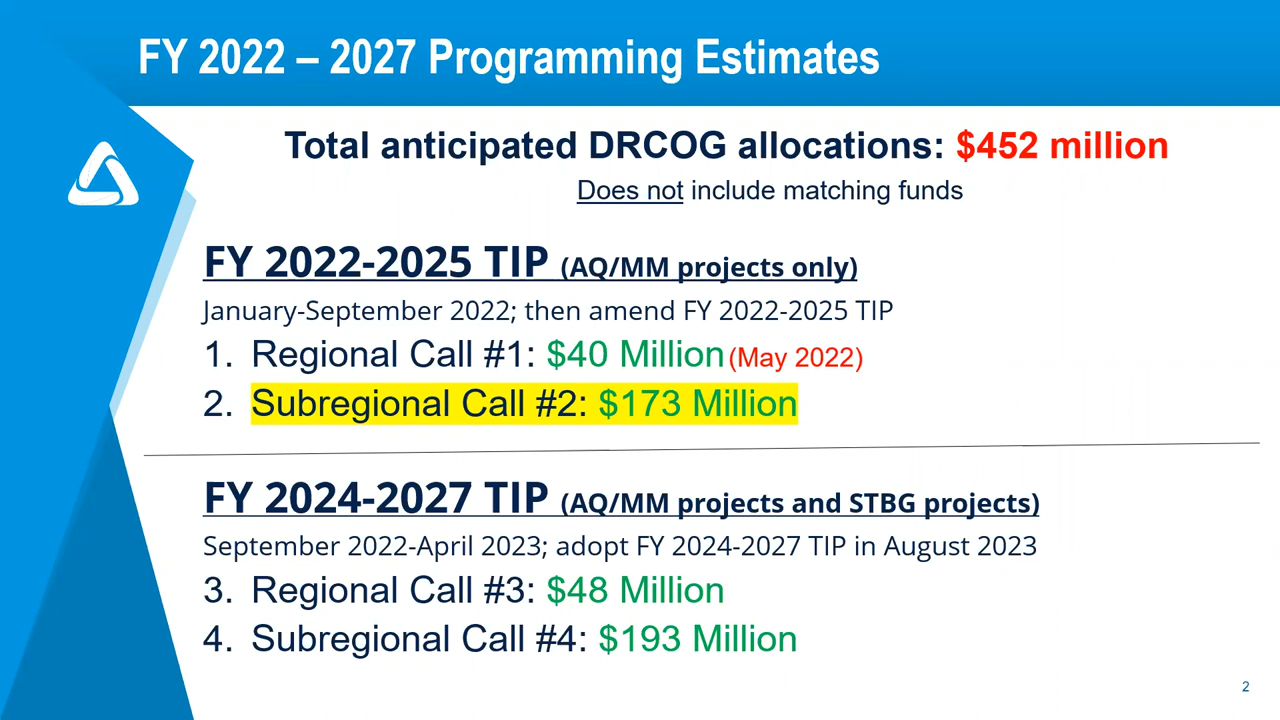 FY 2022 – 2027 Programming Estimates
Total anticipated DRCOG allocations: $452 million
Does not include matching funds
FY 2022-2025 TIP (AQ/MM projects only)
January-September 2022; then amend FY 2022-2025 TIP
1. Regional Call #1: $40 Million (May 2022)
2. Subregional Call #2: $173 Million
FY 2024-2027 TIP (AQ/MM projects and STBG projects)
September 2022-April 2023; adopt FY 2024-2027 TIP in August 2023
3. Regional Call #3: $48 Million
4. Subregional Call #4: $193 Million
2